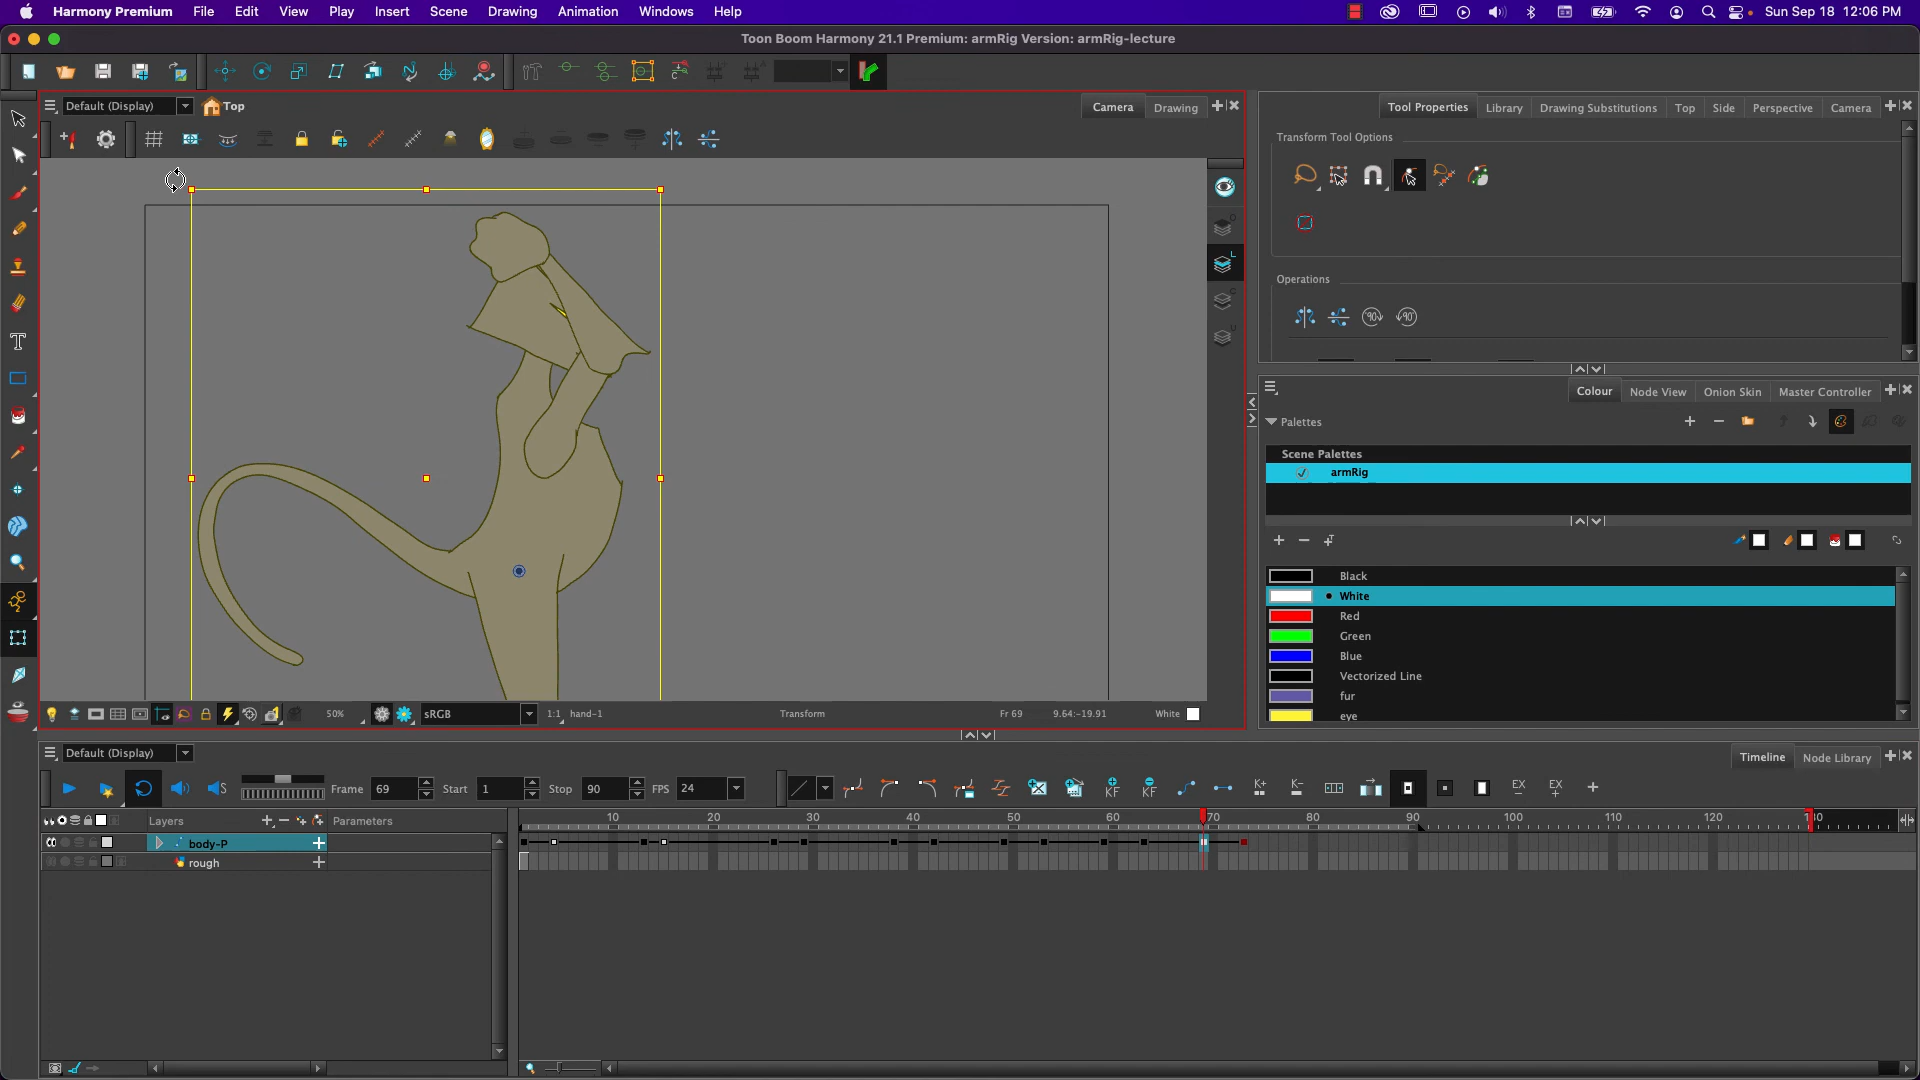 Harmony Premium File Edit View Play Insert Scene Drawing Animation Windows Help Sun Sep 18 12:06 PM
Toon Boom Harmony 21.1 Premium: armRig Version: armRig-lecture
Default (Display) Top Camera Drawing
Tool Properties Library Drawing Substitutions Top Side Perspective Camera
Transform Tool Options
Operations
Colour Node View Onion Skin Master Controller
Palettes
Scene Palettes
armRig
Black
White
Red
Green
Blue
Vectorized Line
fur
eye
50% sRGB 1:1 hand-1 Transform Fr 69 9.64:-19.91 White
Default (Display) Timeline Node Library
Frame 69 Start 1 Stop 90 FPS 24
Layers Parameters 10 20 30 40 50 60 70 80 90 100 110 120
body-P
rough